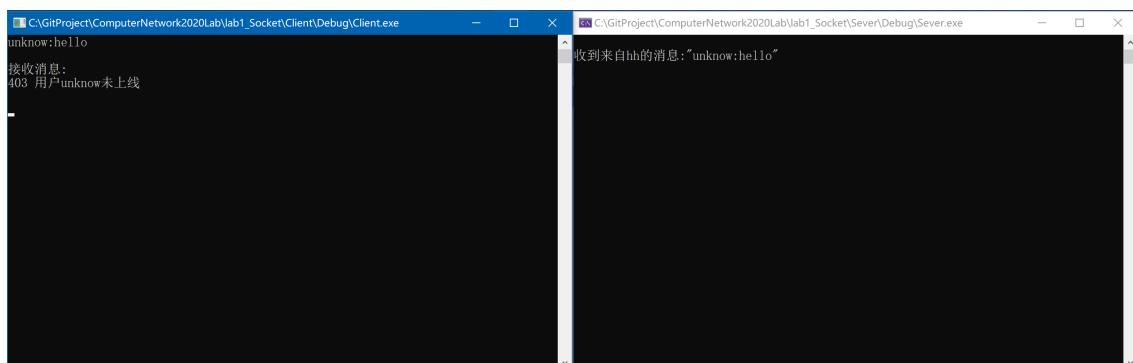 C:\GitProject\ComputerNetwork2020Lab\lab1_Socket\Client\Debug\Client.exe
unknow:hello
接收消息:
403 用户unknow未上线
C:\GitProject\ComputerNetwork2020Lab\lab1_Socket\Sever\Debug\Sever.exe
收到来自hh的消息:"unknow:hello"